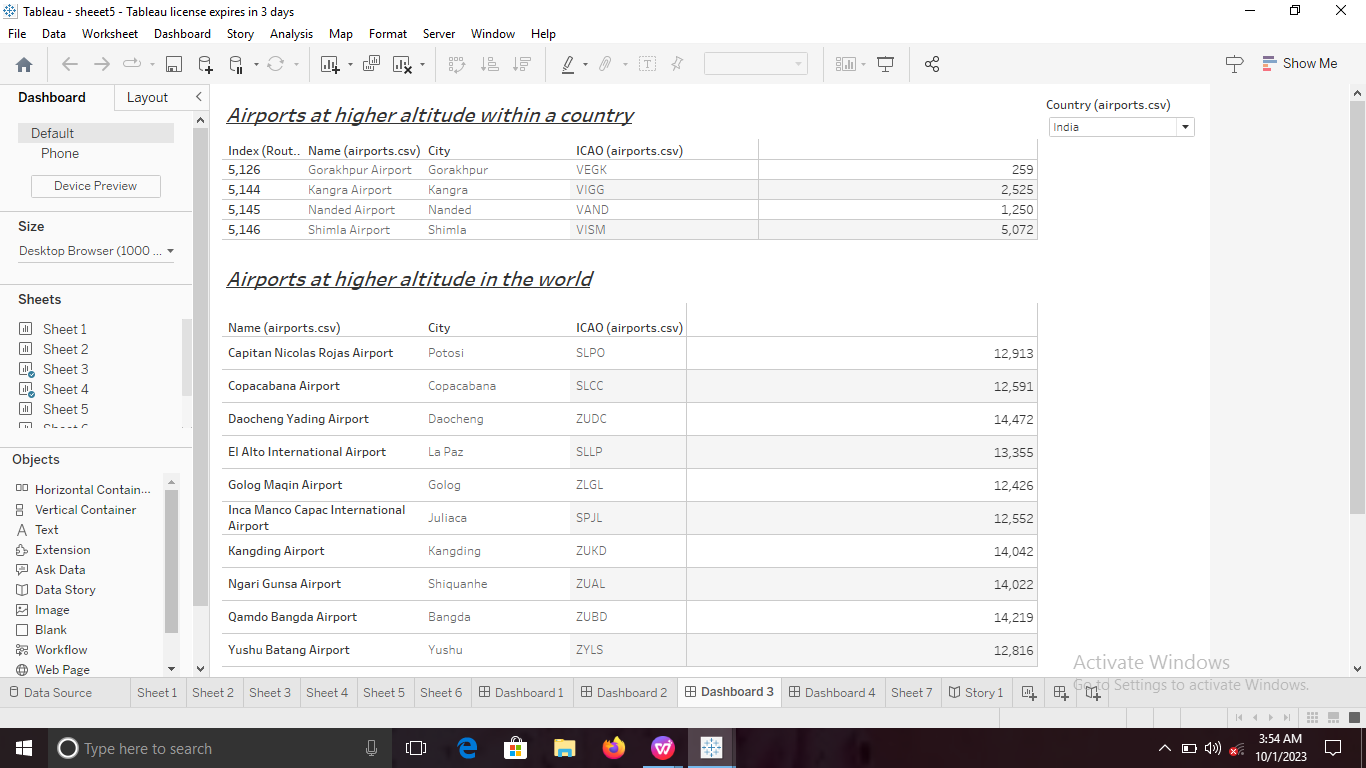 Tableau - sheeet5 - Tableau license expires in 3 days
File Data Worksheet Dashboard Story Analysis Map Format Server Window Help
Show Me
Dashboard Layout
Default
Phone
Device Preview
Size
Desktop Browser (1000 ...
Sheets
Sheet 1
Sheet 2
Sheet 3
Sheet 4
Sheet 5
Objects
Horizontal Contain...
Vertical Container
Text
Extension
Ask Data
Data Story
Image
Blank
Workflow
Web Page
Airports at higher altitude within a country
Index (Rout.. Name (airports.csv) City ICAO (airports.csv)
5,126 Gorakhpur Airport Gorakhpur VEGK 259
5,144 Kangra Airport Kangra VIGG 2,525
5,145 Nanded Airport Nanded VAND 1,250
5,146 Shimla Airport Shimla VISM 5,072
Airports at higher altitude in the world
Name (airports.csv) City ICAO (airports.csv)
Capitan Nicolas Rojas Airport Potosi SLPO 12,913
Copacabana Airport Copacabana SLCC 12,591
Daocheng Yading Airport Daocheng ZUDC 14,472
El Alto International Airport La Paz SLLP 13,355
Golog Maqin Airport Golog ZLGL 12,426
Inca Manco Capac International
Airport Juliaca SPJL 12,552
Kangding Airport Kangding ZUKD 14,042
Ngari Gunsa Airport Shiquanhe ZUAL 14,022
Qamdo Bangda Airport Bangda ZUBD 14,219
Yushu Batang Airport Yushu ZYLS 12,816
Country (airports.csv)
India
Activate Windows
Go to Settings to activate Windows.
Data Source Sheet 1 Sheet 2 Sheet 3 Sheet 4 Sheet 5 Sheet 6 Dashboard 1 Dashboard 2 Dashboard 3 Dashboard 4 Sheet 7 Story 1
Type here to search
3:54 AM
10/1/2023